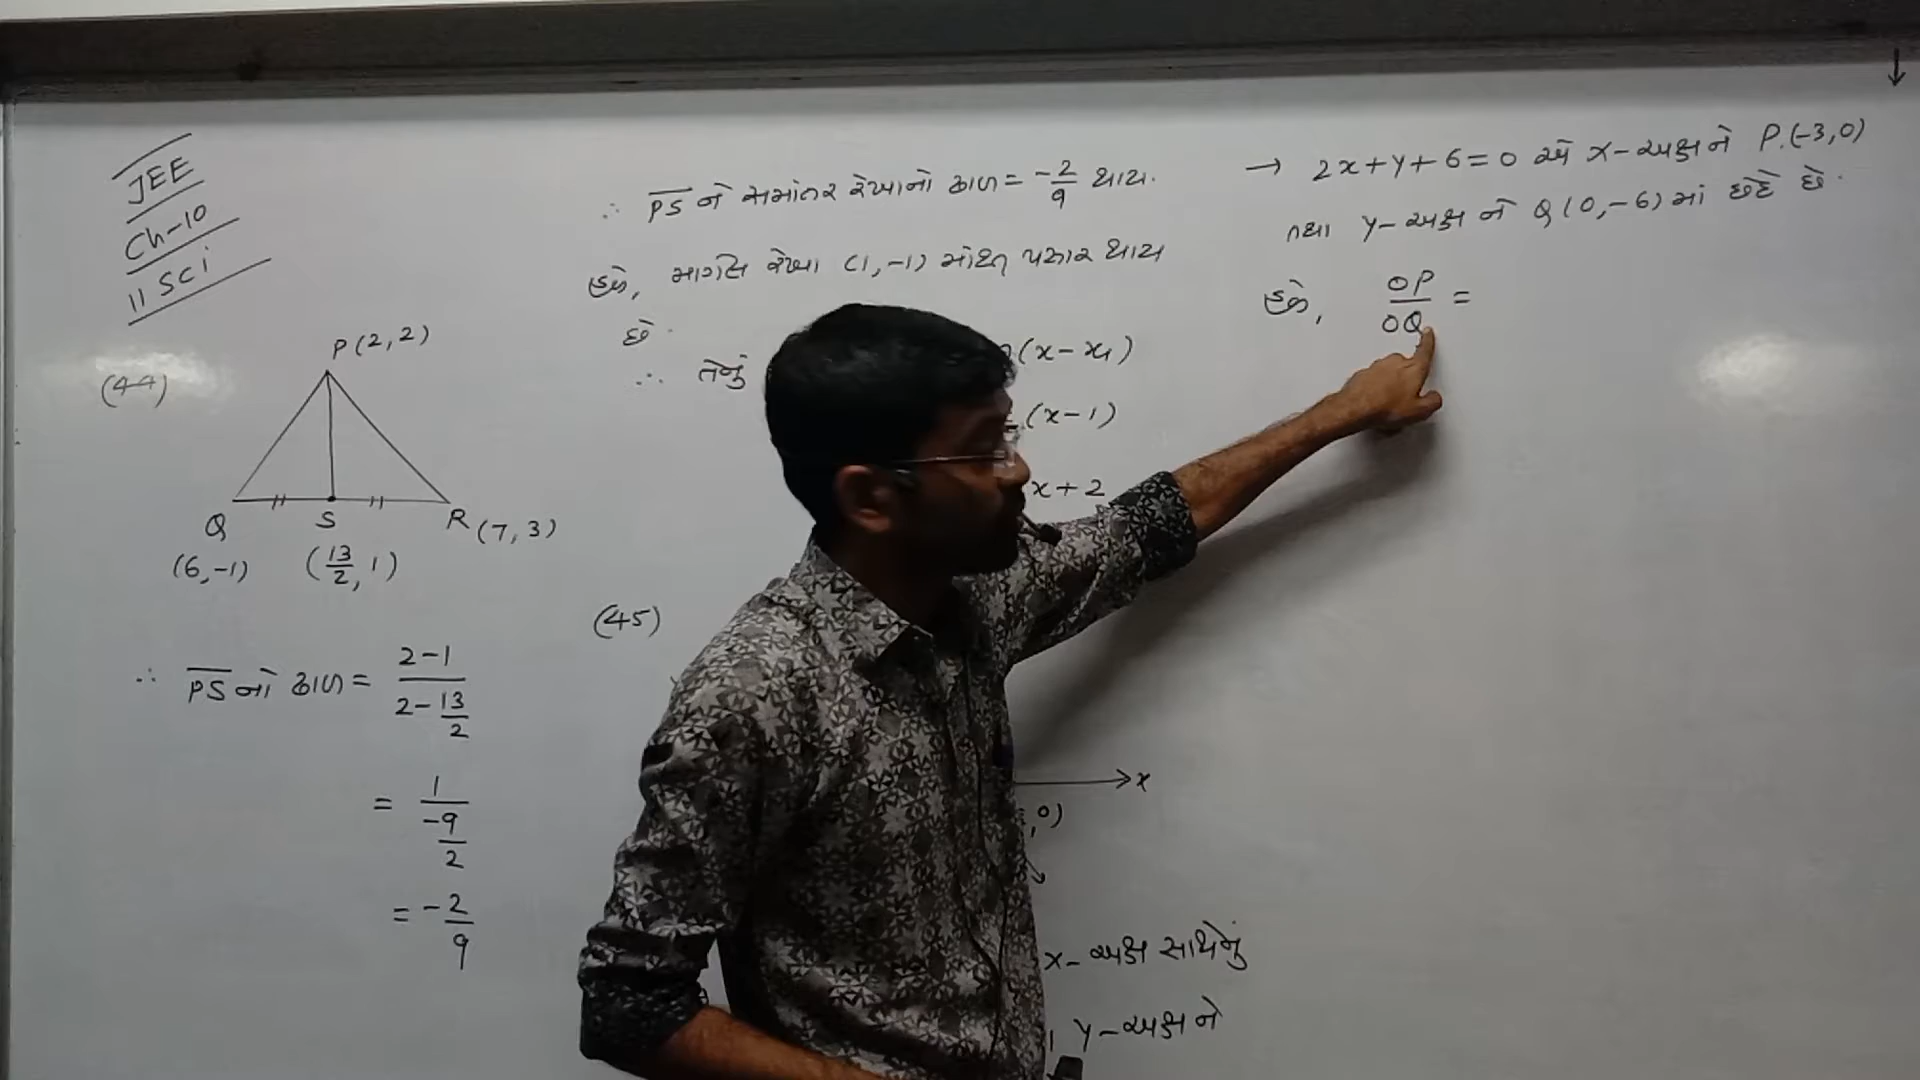 JEE
Ch-10
11 Sci
(44)
P(2,2)
Q
S
R (7,3)
(6,-1)
(13/2, 1)
∴ PS નો ઢાળ = 2-1 / 2-13/2
= 1 / -9/2
= -2/9
∴ PS ને સમાંતર રેખાનો ઢાળ = -2/9 થાય.
હવે, માગેલ રેખા (1,-1) માંથી પસાર થાય
છે.
∴ તેનું
(x-x₁)
(x-1)
x+2
(45)
x
,0)
x-અક્ષ સાથેનું
y-અક્ષ ને
→ 2x+y+6=0 એ x-અક્ષને P(-3,0)
તથા y-અક્ષ ને Q(0,-6)માં છેદે છે.
હવે, OP/OQ =